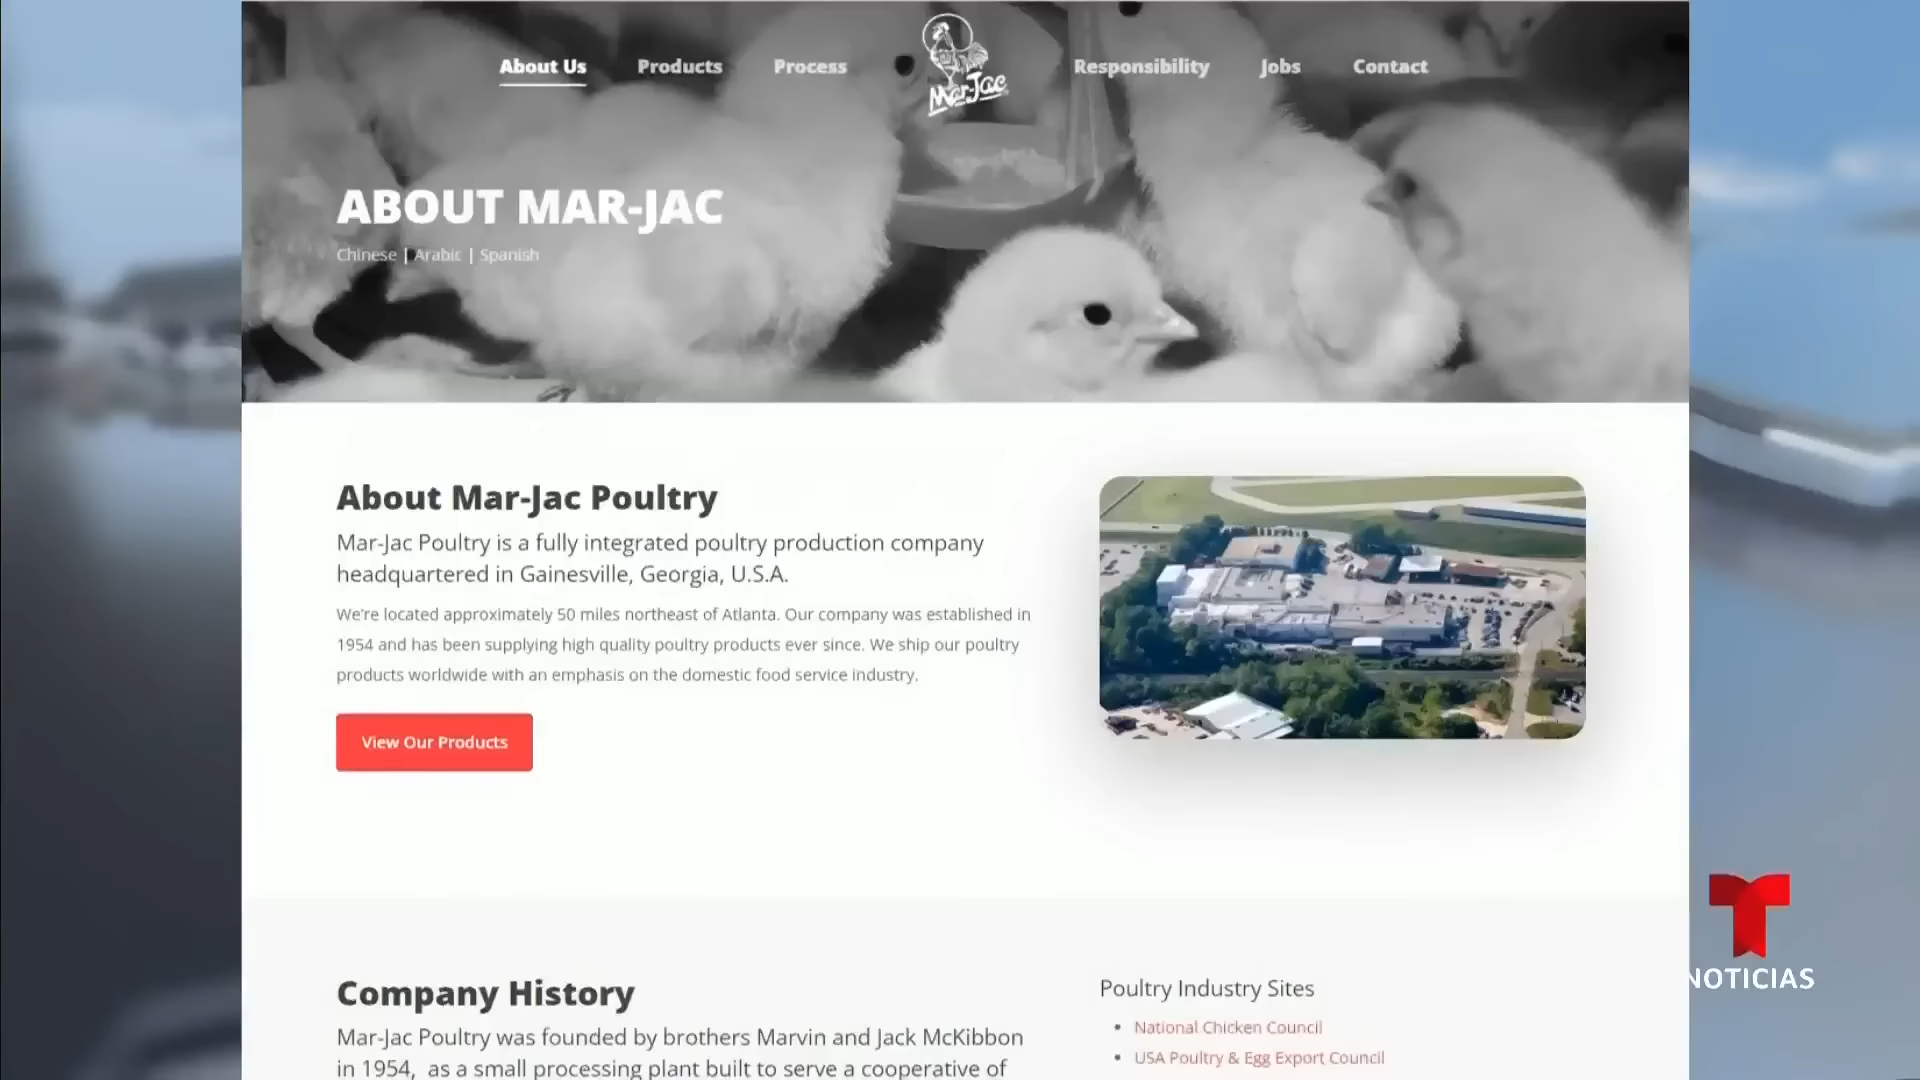 About Us
Products
Process
Mar-Jac
Responsibility
Jobs
Contact
ABOUT MAR-JAC
Chinese | Arabic | Spanish
About Mar-Jac Poultry
Mar-Jac Poultry is a fully integrated poultry production company
headquartered in Gainesville, Georgia, U.S.A.
We're located approximately 50 miles northeast of Atlanta. Our company was established in
1954 and has been supplying high quality poultry products ever since. We ship our poultry
products worldwide with an emphasis on the domestic food service industry.
View Our Products
Company History
Mar-Jac Poultry was founded by brothers Marvin and Jack McKibbon
in 1954, as a small processing plant built to serve a cooperative of
Poultry Industry Sites
National Chicken Council
USA Poultry & Egg Export Council
NOTICIAS